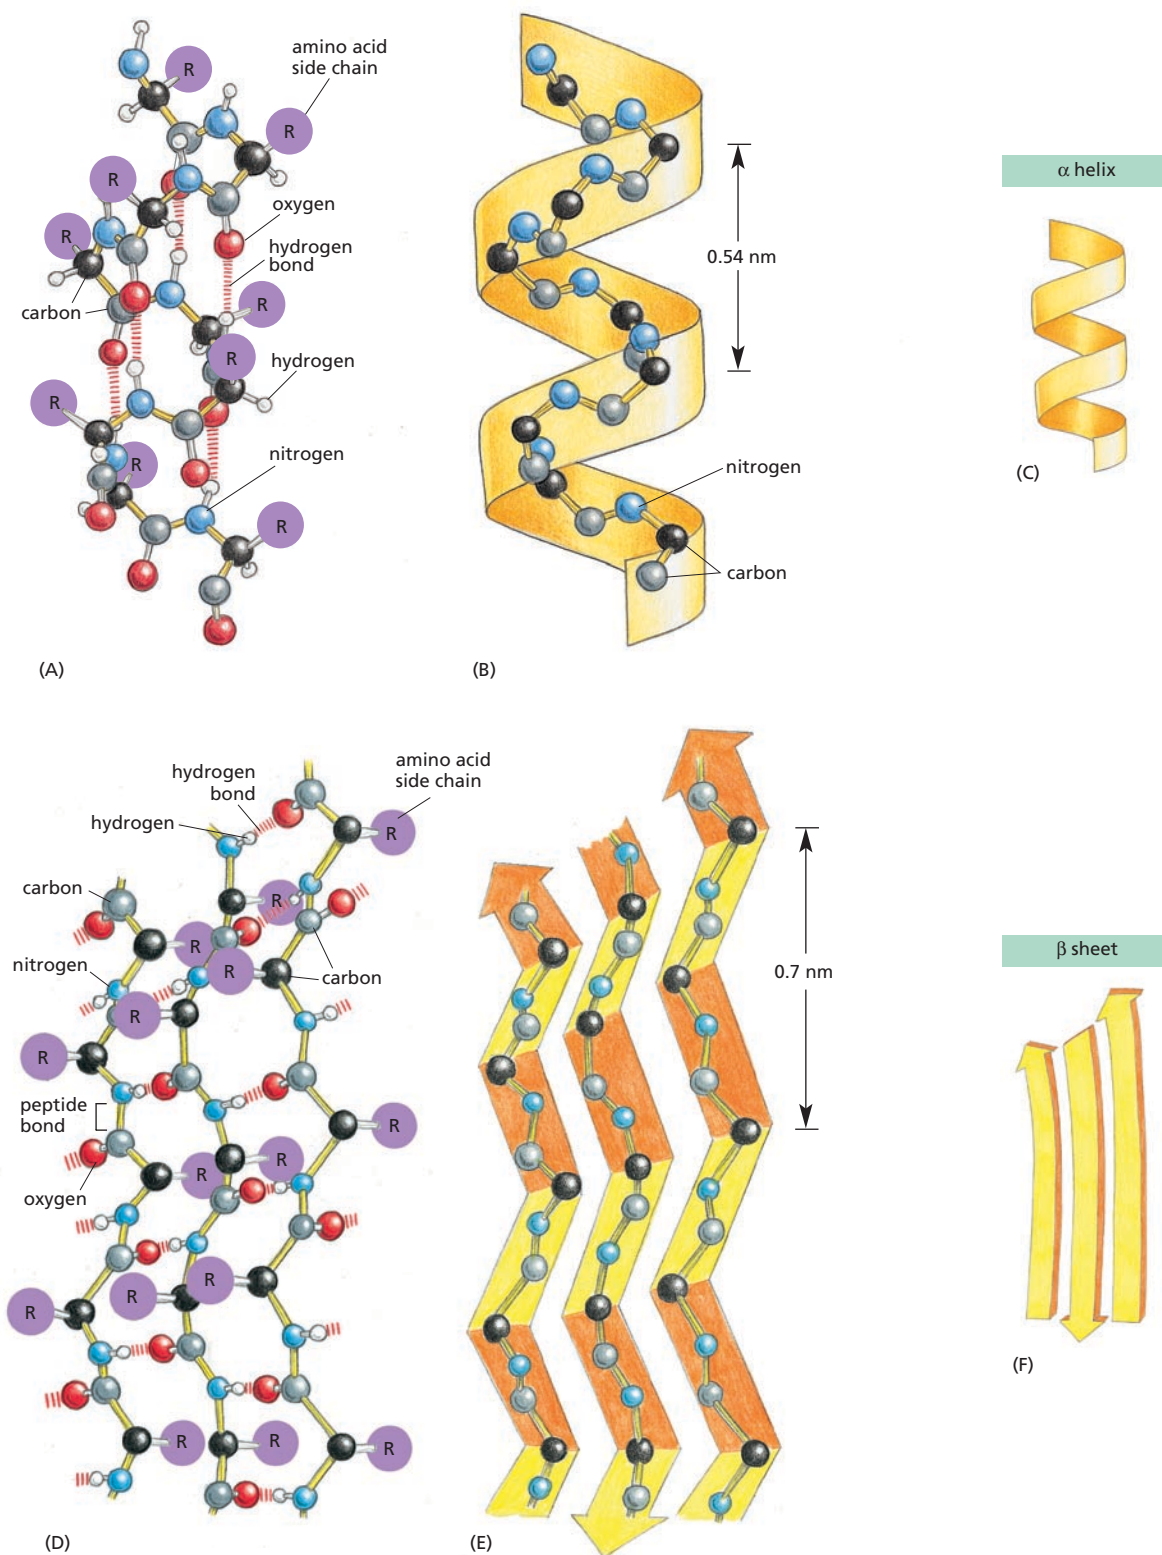 amino acid
side chain
R
R
R
R
oxygen
hydrogen
bond
R
carbon
R
hydrogen
R
nitrogen
R
R
(A)
0.54 nm
nitrogen
carbon
(B)
α helix
(C)
hydrogen
bond
amino acid
side chain
hydrogen
R
carbon
R
R
nitrogen
R
carbon
R
R
peptide
bond
R
oxygen
R
R
R
R
R
R
R
R
(D)
0.7 nm
(E)
β sheet
(F)